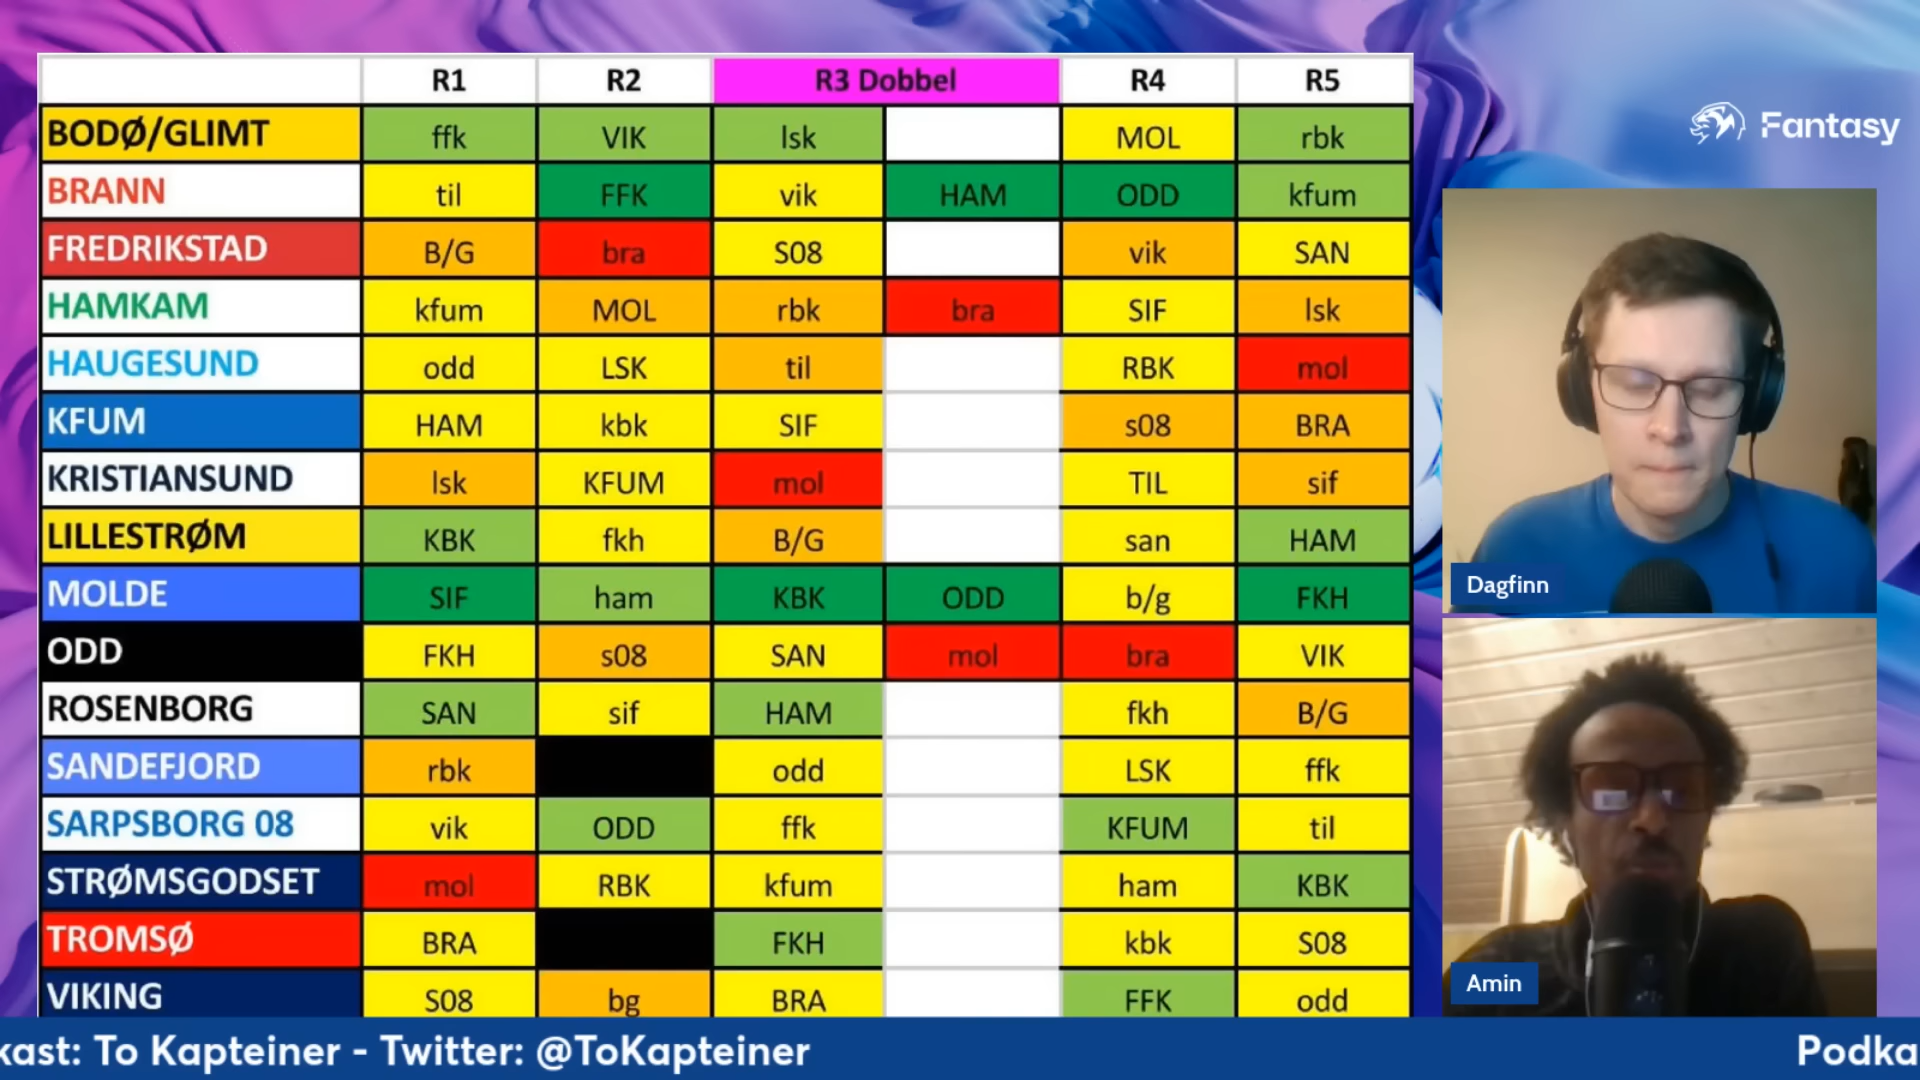 R1 R2 R3 Dobbel R4 R5
BODØ/GLIMT ffk VIK lsk MOL rbk
BRANN til FFK vik HAM ODD kfum
FREDRIKSTAD B/G bra S08 vik SAN
HAMKAM kfum MOL rbk bra SIF lsk
HAUGESUND odd LSK til RBK mol
KFUM HAM kbk SIF s08 BRA
KRISTIANSUND lsk KFUM mol TIL sif
LILLESTRØM KBK fkh B/G san HAM
MOLDE SIF ham KBK ODD b/g FKH
ODD FKH s08 SAN mol bra VIK
ROSENBORG SAN sif HAM fkh B/G
SANDEFJORD rbk odd LSK ffk
SARPSBORG 08 vik ODD ffk KFUM til
STRØMSGODSET mol RBK kfum ham KBK
TROMSØ BRA FKH kbk S08
VIKING S08 bg BRA FFK odd
Fantasy
Dagfinn
Amin
kast: To Kapteiner - Twitter: @ToKapteiner Podka